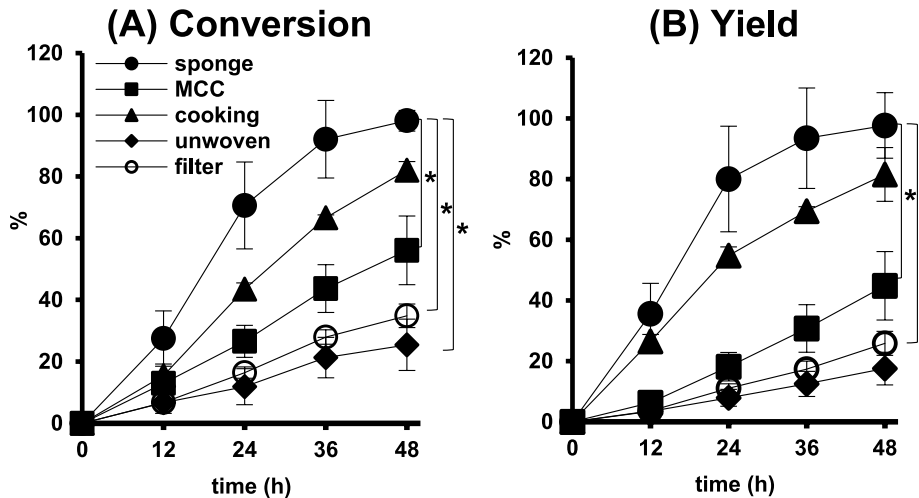 (A) Conversion
120
100
80
60
40
20
0
%
sponge
MCC
cooking
unwoven
filter
*
*
*
0 12 24 36 48
time (h)
(B) Yield
120
100
80
60
40
20
0
%
*
0 12 24 36 48
time (h)